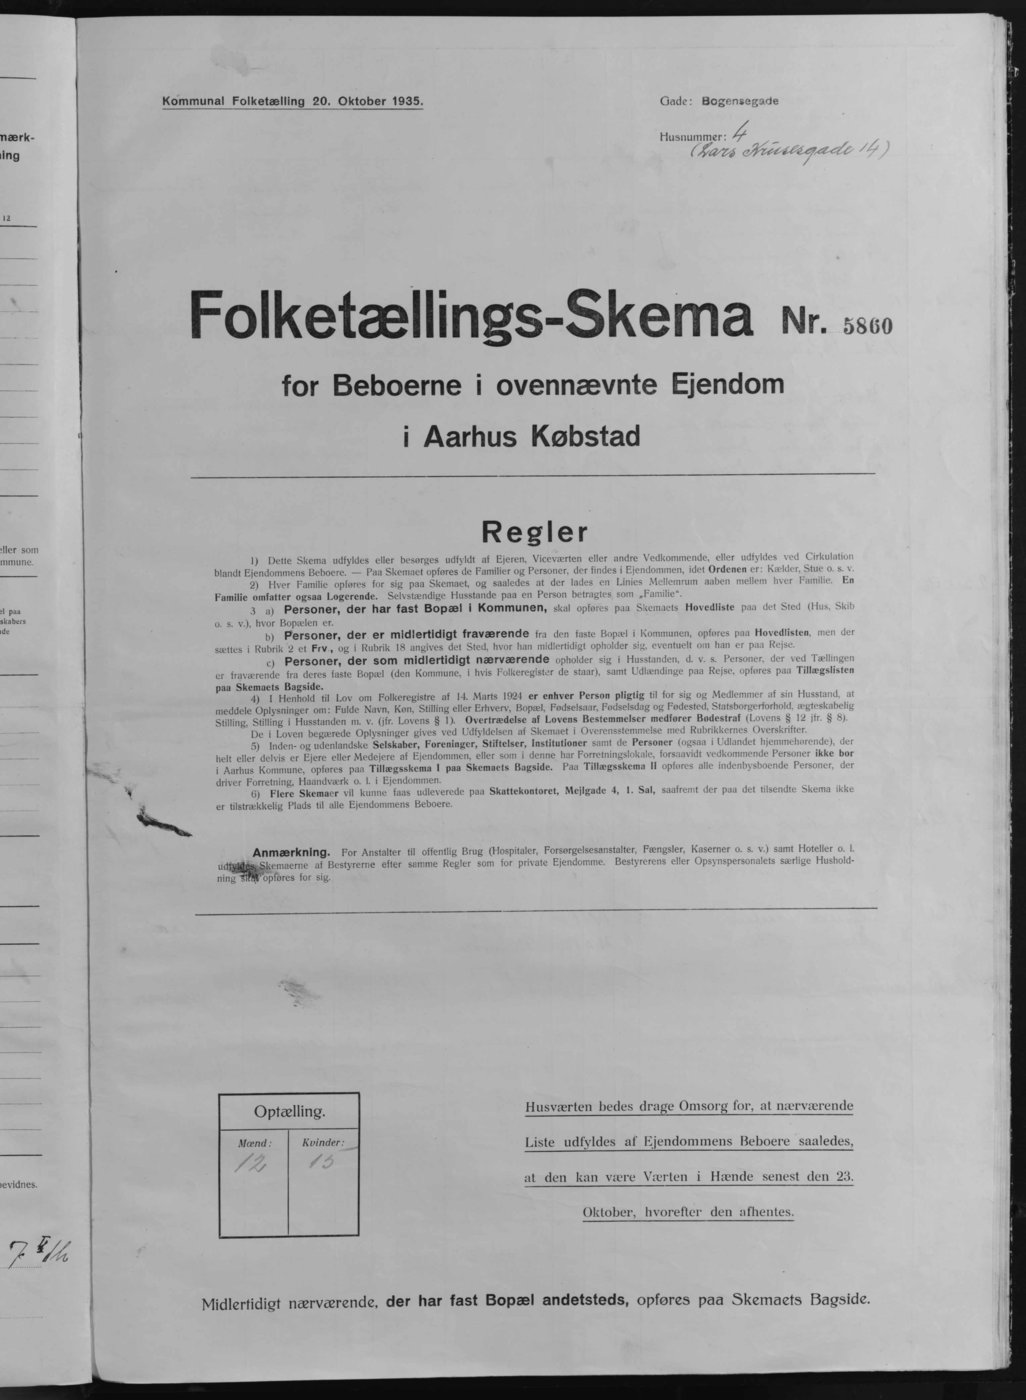 Kommunal Folketælling 20. Oktober 1935.
Gade: Bogensegade
Husnummer: 4
(Lars Krusesgade 14)
Folketællings-Skema Nr. 5860
for Beboerne i ovennævnte Ejendom
i Aarhus Købstad
Regler
1) Dette Skema udfyldes eller besørges udfyldt af Ejeren, Viceværten eller andre Vedkommende, eller udfyldes ved Cirkulation
blandt Ejendommens Beboere. — Paa Skemaet opføres de Familier og Personer, der findes i Ejendommen, idet Ordenen er: Kælder, Stue o. s. v.
2) Hver Familie opføres for sig paa Skemaet, og saaledes at der lades en Linies Mellemrum aaben mellem hver Familie. En
Familie omfatter ogsaa Logerende. Selvstændige Husstande paa en Person betragtes som „Familie“.
3 a) Personer, der har fast Bopæl i Kommunen, skal opføres paa Skemaets Hovedliste paa det Sted (Hus, Skib
o. s. v.), hvor Bopælen er.
b) Personer, der er midlertidigt fraværende fra den faste Bopæl i Kommunen, opføres paa Hovedlisten, men der
sættes i Rubrik 2 et Frv., og i Rubrik 18 angives det Sted, hvor han midlertidigt opholder sig, eventuelt om han er paa Rejse.
c) Personer, der som midlertidigt nærværende opholder sig i Husstanden, d. v. s. Personer, der ved Tællingen
er fraværende fra deres faste Bopæl (den Kommune, i hvis Folkeregister de staar), samt Udlændinge paa Rejse, opføres paa Tillægslisten
paa Skemaets Bagside.
4) I Henhold til Lov om Folkeregistre af 14. Marts 1924 er enhver Person pligtig til for sig og Medlemmer af sin Husstand, at
meddele Oplysninger om: Fulde Navn, Køn, Stilling eller Erhverv, Bopæl, Fødselsaar, Fødselsdag og Fødested, Statsborgerforhold, ægteskabelig
Stilling, Stilling i Husstanden m. v. (jfr. Lovens § 1). Overtrædelse af Lovens Bestemmelser medfører Bødestraf (Lovens § 12 jfr. § 8).
De i Loven begærede Oplysninger gives ved Udfyldelsen af Skemaet i Overensstemmelse med Rubrikkernes Overskrifter.
5) Inden- og udenlandske Selskaber, Foreninger, Stiftelser, Institutioner samt de Personer (ogsaa i Udlandet hjemmehørende), der
helt eller delvis er Ejere eller Medejere af Ejendommen, eller som i denne har Forretningslokale, forsaavidt vedkommende Personer ikke bor
i Aarhus Kommune, opføres paa Tillægsskema I paa Skemaets Bagside. Paa Tillægsskema II opføres alle indenbysboende Personer, der
driver Forretning, Haandværk o. l. i Ejendommen.
6) Flere Skemaer vil kunne faas udleverede paa Skattekontoret, Mejlgade 4, 1. Sal, saafremt der paa det tilsendte Skema ikke
er tilstrækkelig Plads til alle Ejendommens Beboere.
Anmærkning. For Anstalter til offentlig Brug (Hospitaler, Forsørgelsesanstalter, Fængsler, Kaserner o. s. v.) samt Hoteller o. l.
udfyldes Skemaerne af Bestyrerne efter samme Regler som for private Ejendomme. Bestyrerens eller Opsynspersonalets særlige Hushold-
ning skal opføres for sig.
Optælling.
Mænd: Kvinder:
12 15
Husværten bedes drage Omsorg for, at nærværende
Liste udfyldes af Ejendommens Beboere saaledes,
at den kan være Værten i Hænde senest den 23.
Oktober, hvorefter den afhentes.
Midlertidigt nærværende, der har fast Bopæl andetsteds, opføres paa Skemaets Bagside.